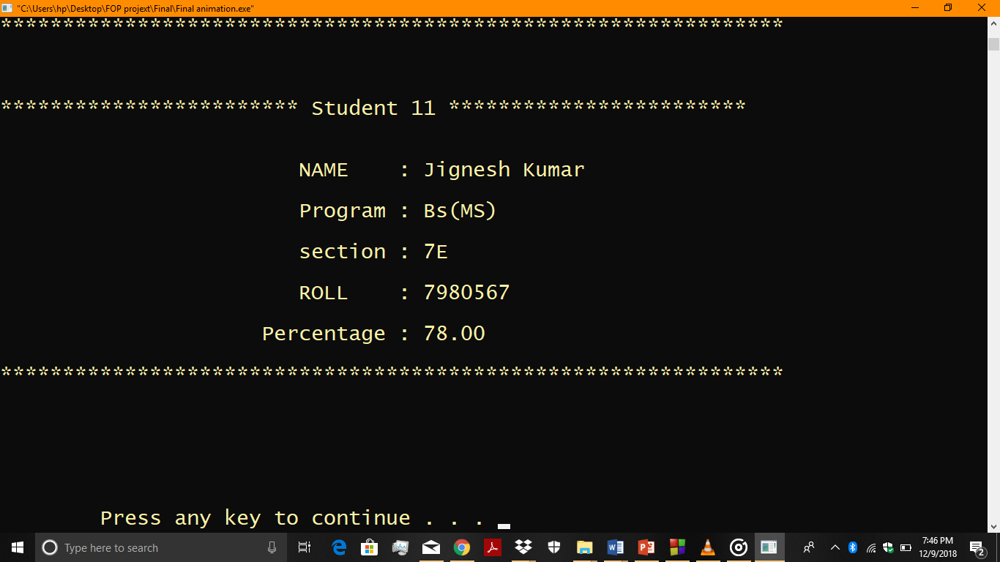 "C:\Users\hp\Desktop\FOP projext\Final\Final animation.exe"
***************************************************************
************************ Student 11 ************************
NAME    : Jignesh Kumar
Program : Bs(MS)
section : 7E
ROLL    : 7980567
Percentage : 78.00
***************************************************************
Press any key to continue . . .
Type here to search
7:46 PM
12/9/2018
2